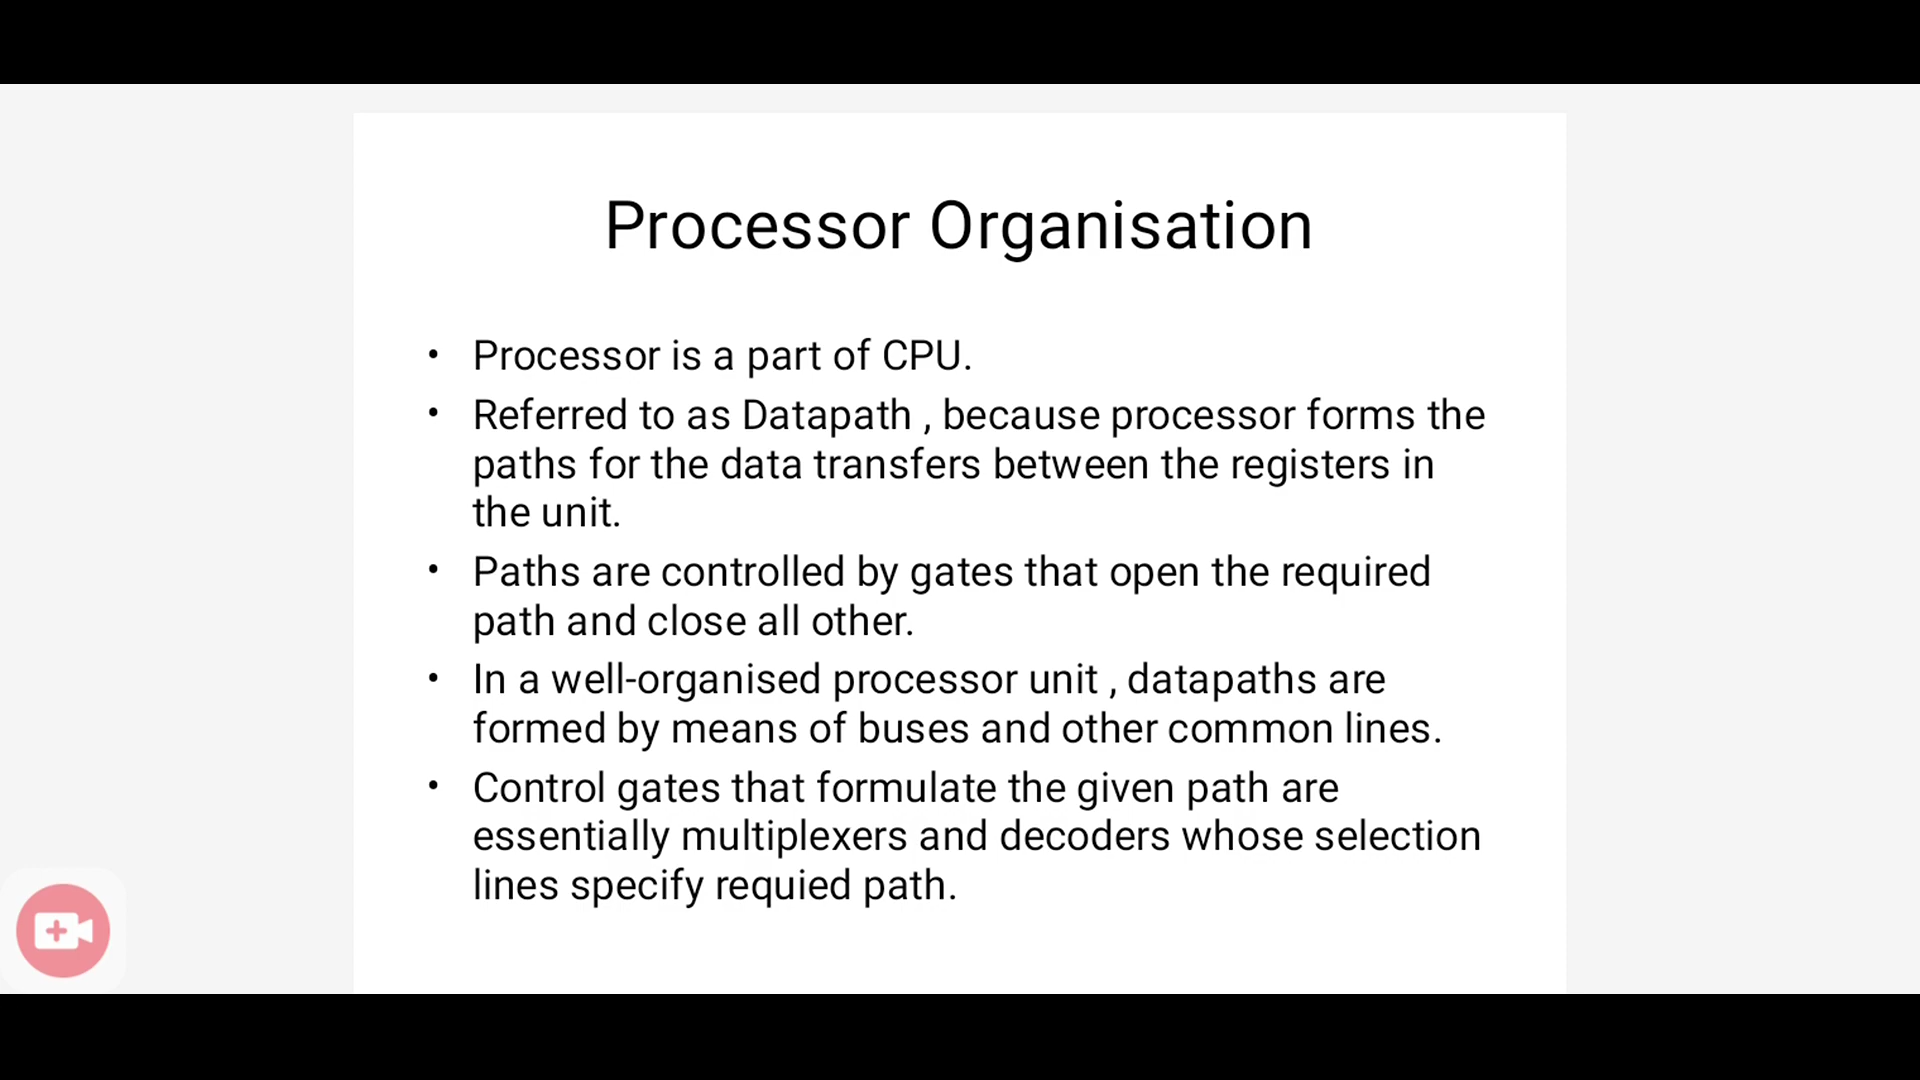 Processor Organisation
• Processor is a part of CPU.
• Referred to as Datapath , because processor forms the
paths for the data transfers between the registers in
the unit.
• Paths are controlled by gates that open the required
path and close all other.
• In a well-organised processor unit , datapaths are
formed by means of buses and other common lines.
• Control gates that formulate the given path are
essentially multiplexers and decoders whose selection
lines specify requied path.